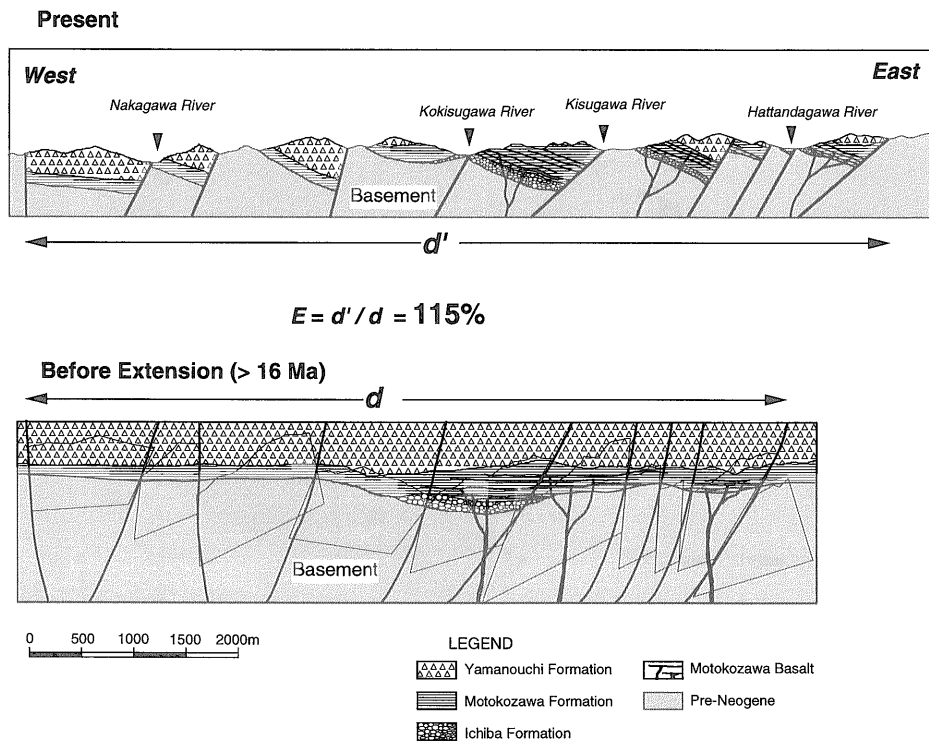 Present
West
East
Nakagawa River
Kokisugawa River
Kisugawa River
Hattandagawa River
Basement
d'
E = d' / d = 115%
Before Extension (> 16 Ma)
d
Basement
0 500 1000 1500 2000m
LEGEND
Yamanouchi Formation
Motokozawa Basalt
Motokozawa Formation
Pre-Neogene
Ichiba Formation